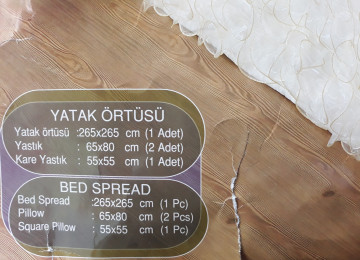 YATAK ÖRTÜSÜ
Yatak örtüsü :265x265 cm (1 Adet)
Yastık : 65x80 cm (2 Adet)
Kare Yastık : 55x55 cm (1 Adet)
BED SPREAD
Bed Spread :265x265 cm (1 Pc)
Pillow : 65x80 cm (2 Pcs)
Square Pillow : 55x55 cm (1 Pc)